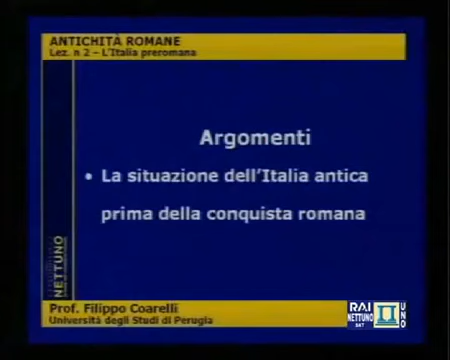 ANTICHITÀ ROMANE
Lez. n 2 – L'Italia preromana
Argomenti
• La situazione dell'Italia antica
prima della conquista romana
NETTUNO
Prof. Filippo Coarelli
Università degli Studi di Perugia
RAI
NETTUNO
SAT
UNO